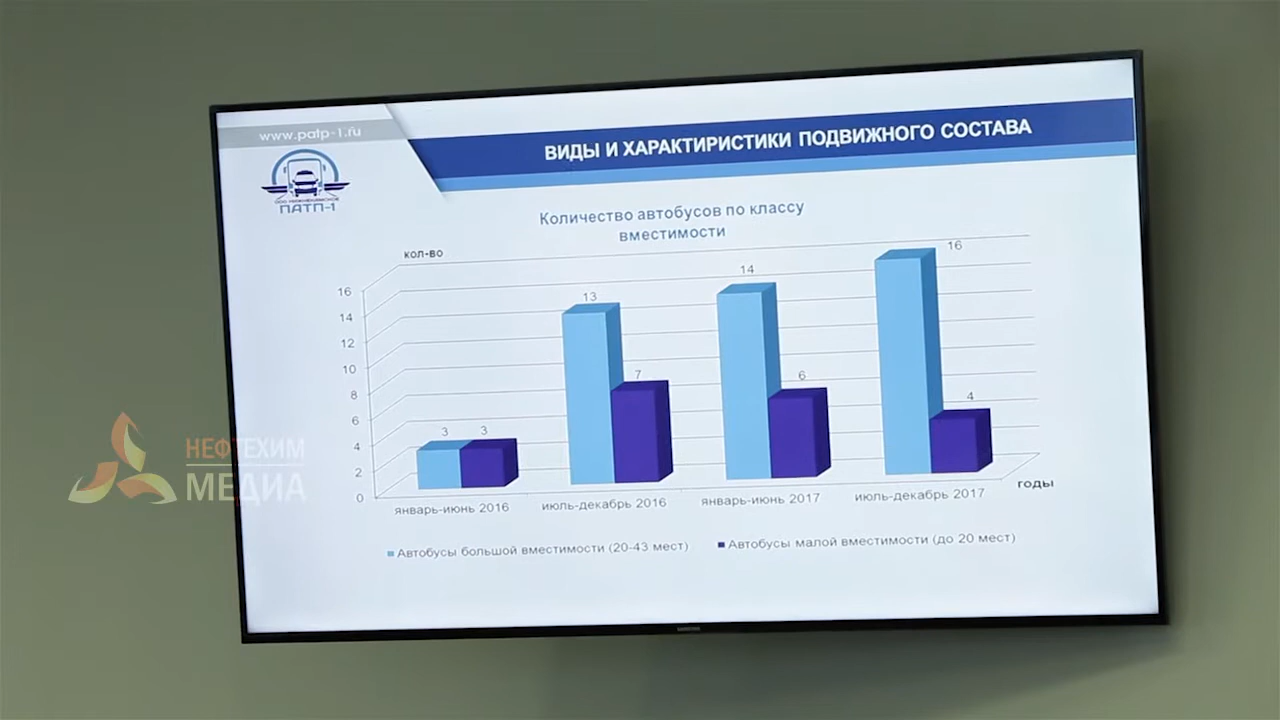 www.patp-1.ru
ВИДЫ И ХАРАКТИРИСТИКИ ПОДВИЖНОГО СОСТАВА
ООО НИЖНЕКАМСКОЕ
ПАТП-1
Количество автобусов по классу
вместимости
кол-во
16
14
12
10
8
6
4
2
0
3
3
13
7
14
6
16
4
январь-июнь 2016
июль-декабрь 2016
январь-июнь 2017
июль-декабрь 2017
годы
Автобусы большой вместимости (20-43 мест)
Автобусы малой вместимости (до 20 мест)
НЕФТЕХИМ
МЕДИА